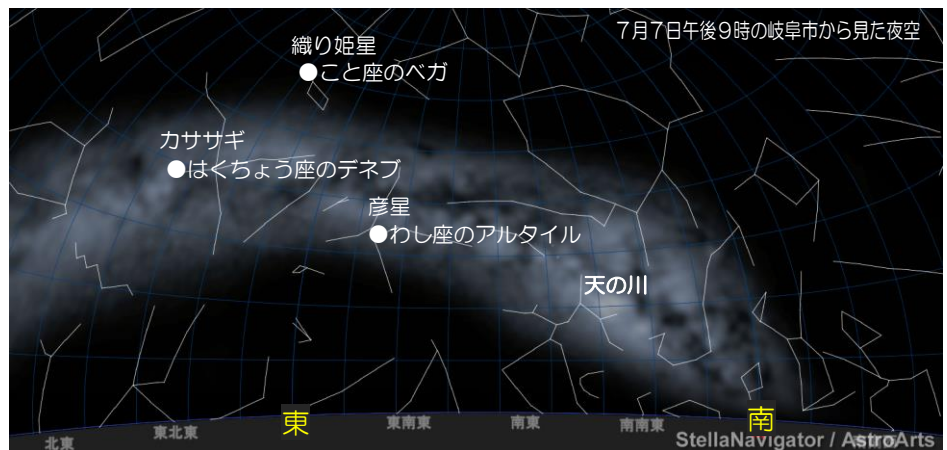 ７月７日午後９時の岐阜市から見た夜空
織り姫星
●こと座のベガ
カササギ
●はくちょう座のデネブ
彦星
●わし座のアルタイル
天の川
北東
東北東
東
東南東
南東
南南東
南
StellaNavigator / AstroArts